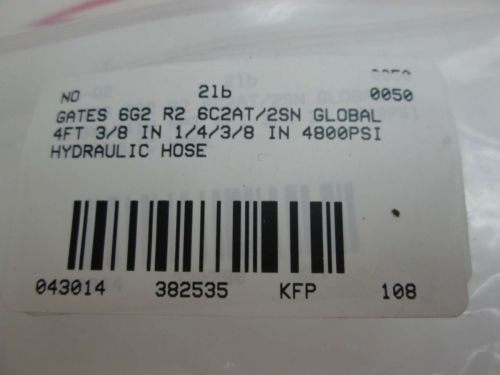 NO 21b 0050
GATES 6G2 R2 6C2AT/2SN GLOBAL
4FT 3/8 IN 1/4/3/8 IN 4800PSI
HYDRAULIC HOSE
043014 382535 KFP 108